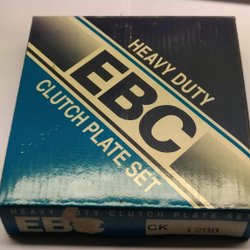 HEAVY DUTY
EBC
CLUTCH PLATE SET
HEAVY DUTY CLUTCH PLATE SET
EBC
CK 1200